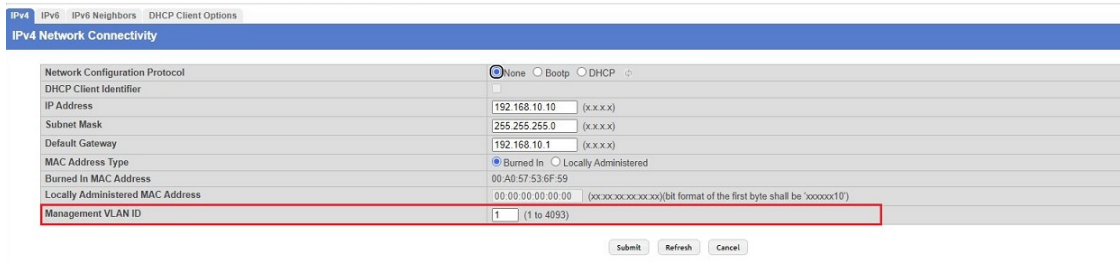 IPv4 IPv6 IPv6 Neighbors DHCP Client Options
IPv4 Network Connectivity
Network Configuration Protocol None Bootp DHCP
DHCP Client Identifier
IP Address 192.168.10.10 (x.x.x.x)
Subnet Mask 255.255.255.0 (x.x.x.x)
Default Gateway 192.168.10.1 (x.x.x.x)
MAC Address Type Burned In Locally Administered
Burned In MAC Address 00:A0:57:53:6F:59
Locally Administered MAC Address 00:00:00:00:00:00 (xx:xx:xx:xx:xx:xx)(bit format of the first byte shall be 'xxxxxx10')
Management VLAN ID 1 (1 to 4093)
Submit Refresh Cancel